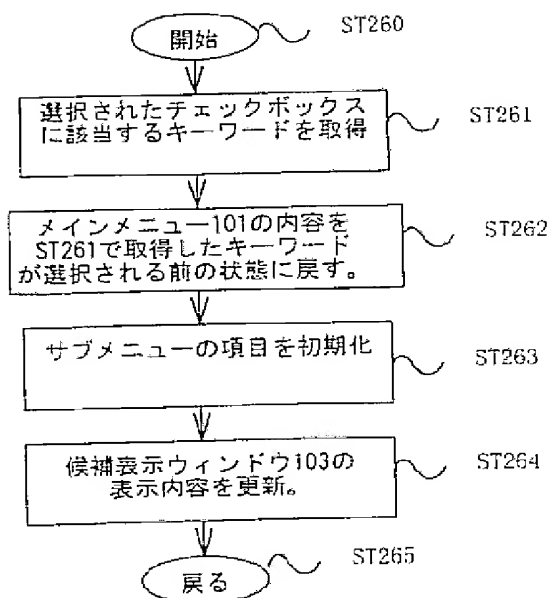 開始
ST260
選択されたチェックボックス
に該当するキーワードを取得
ST261
メインメニュー101の内容を
ST261で取得したキーワード
が選択される前の状態に戻す。
ST262
サブメニューの項目を初期化
ST263
候補表示ウィンドウ103の
表示内容を更新。
ST264
戻る
ST265